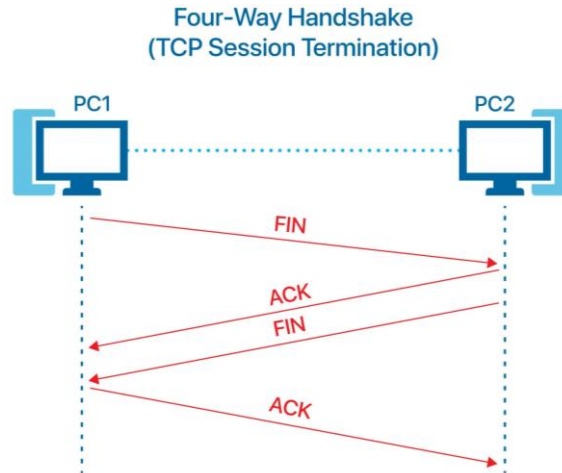 Four-Way Handshake
(TCP Session Termination)
PC1
PC2
FIN
ACK
FIN
ACK